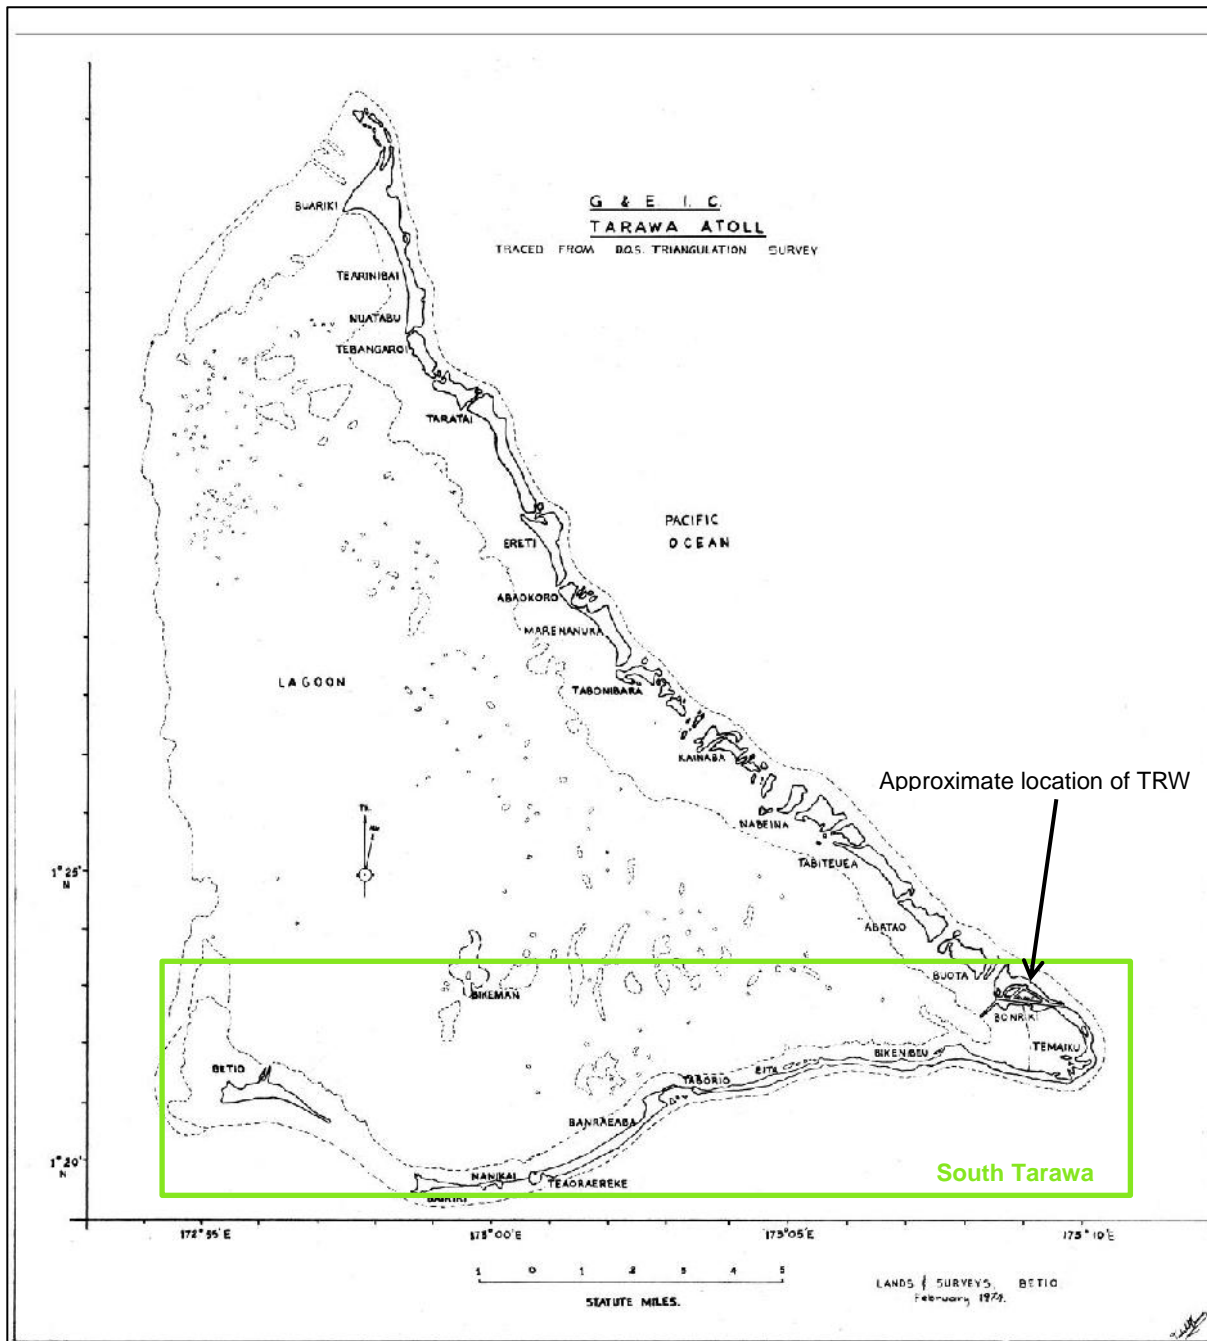 G & E. I. C.
TARAWA ATOLL
TRACED FROM D.O.S. TRIANGULATION SURVEY
BUARIKI
TEARINIBAI
NUATABU
TEBANGAROI
TARATAI
ERETI
PACIFIC
OCEAN
ABAOKORO
MARENANUKA
LAGOON
TABONIBARA
KAINABA
Approximate location of TRW
NABEINA
TABITEUEA
1°25'
N
ABATAO
BUOTA
BIKEMAN
BONRIKI
TEMAIKU
BIKENIBEU
BETIO
EITA
TABORIO
BANRAEABA
1°20'
N
NANIKAI
TEAORAEREKE
South Tarawa
BAIRIKI
172°55'E
173°00'E
173°05'E
173°10'E
1 0 1 2 3 4 5
STATUTE MILES.
LANDS & SURVEYS, BETIO
February 1974.